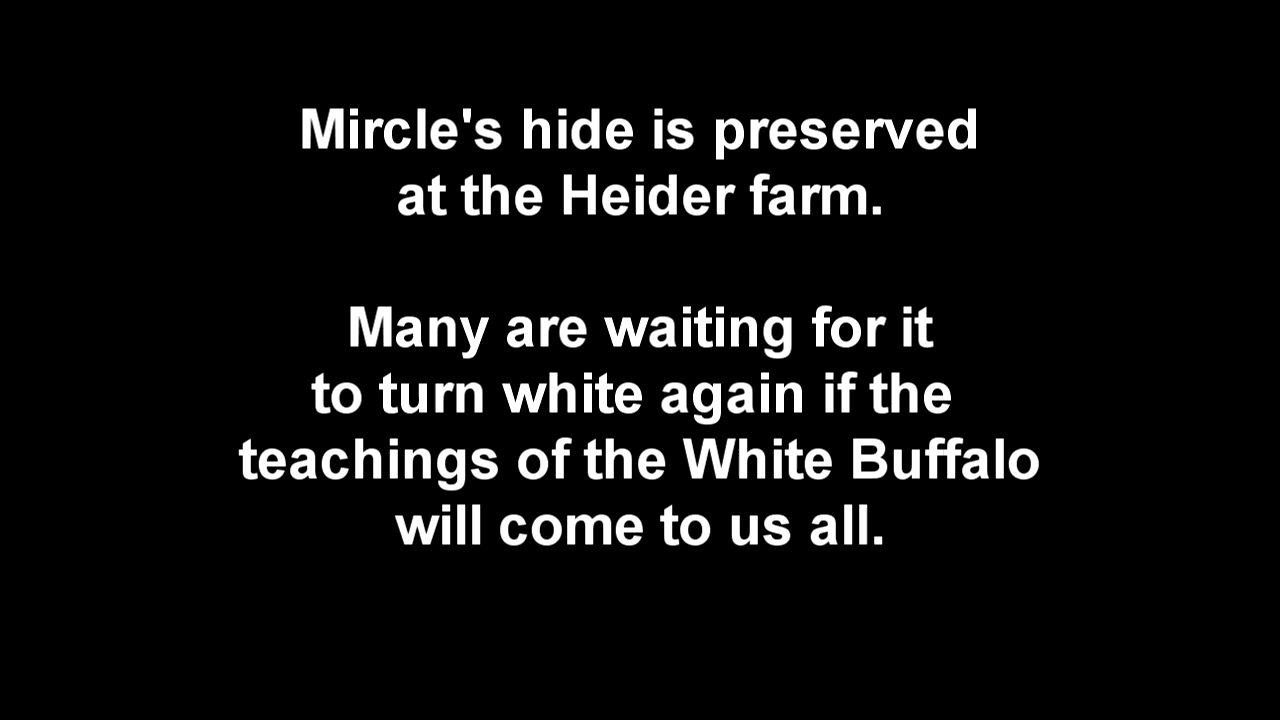 Mircle's hide is preserved
at the Heider farm.
Many are waiting for it
to turn white again if the
teachings of the White Buffalo
will come to us all.